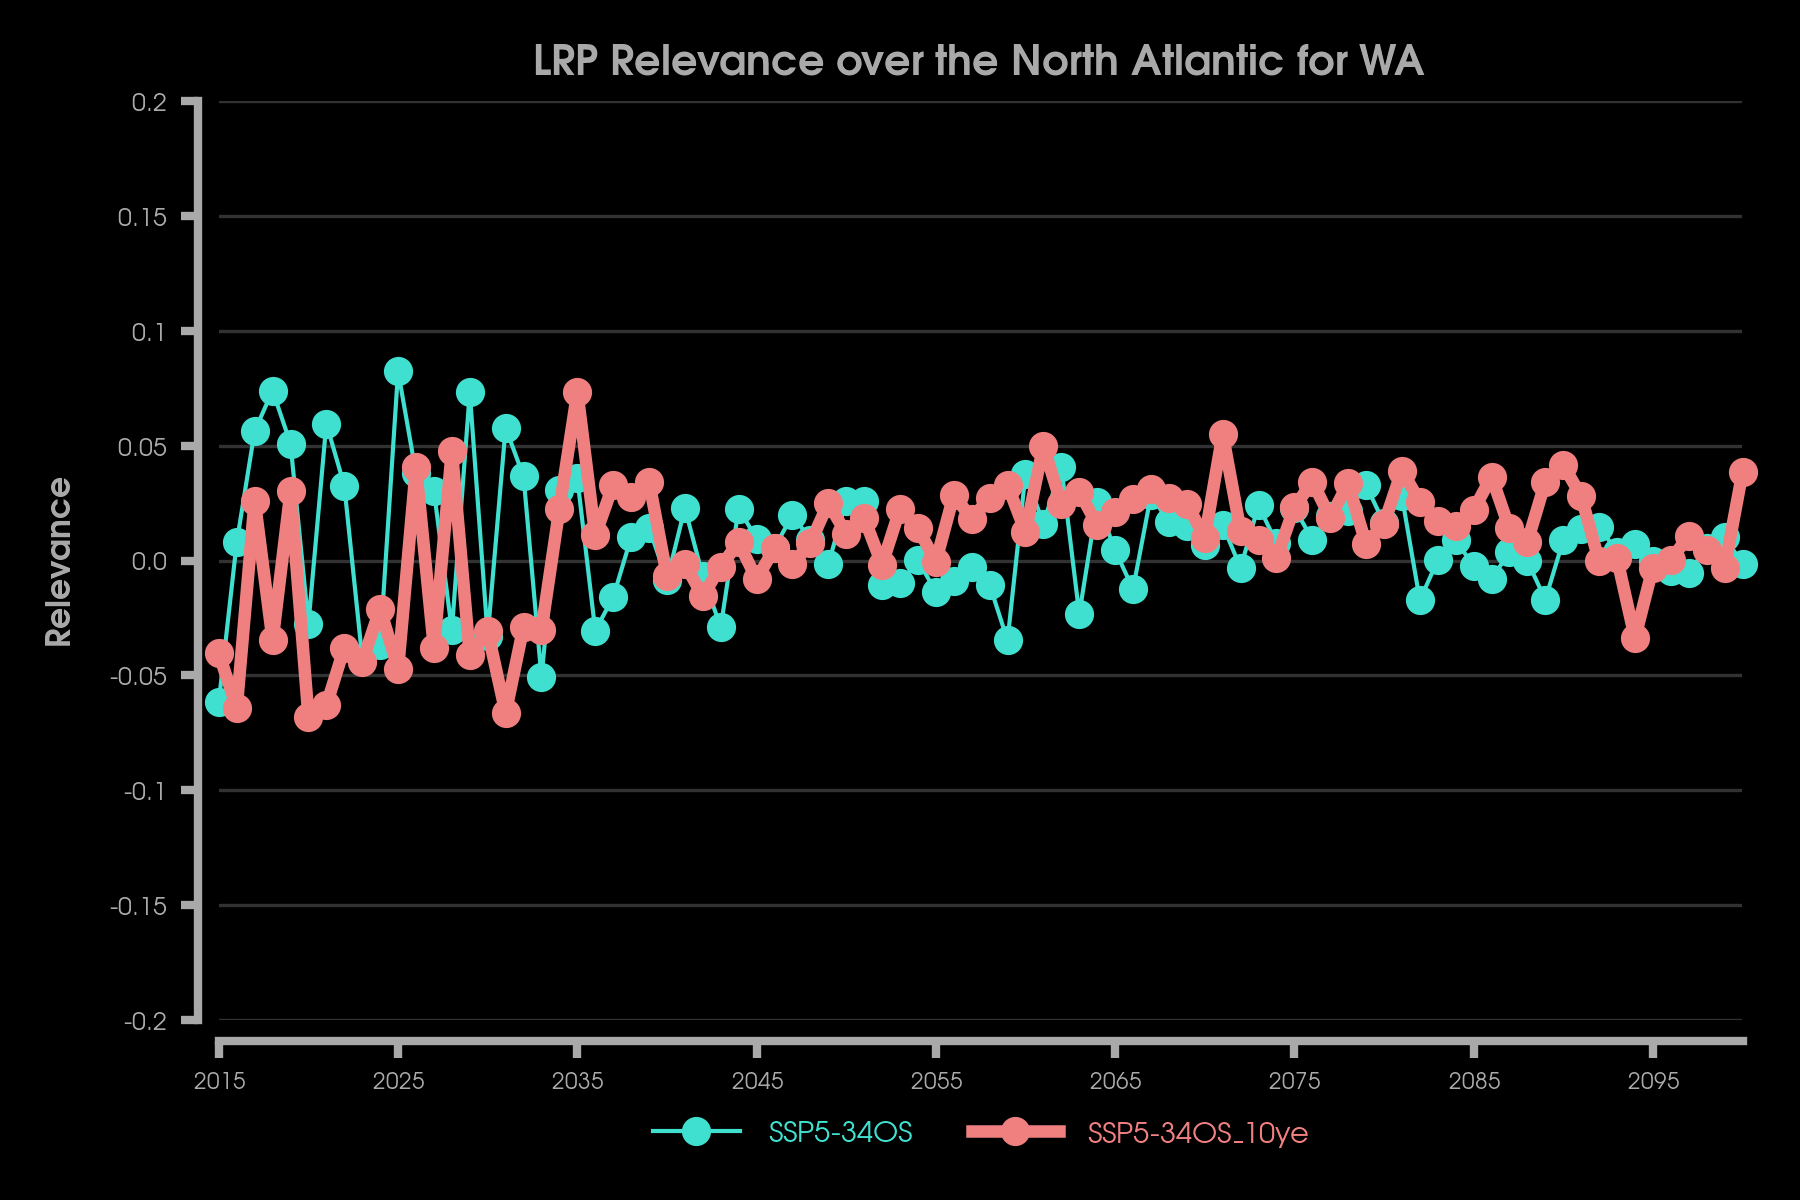 LRP Relevance over the North Atlantic for WA
0.2
0.15
0.1
0.05
0.0
-0.05
-0.1
-0.15
-0.2
Relevance
2015 2025 2035 2045 2055 2065 2075 2085 2095
SSP5-34OS SSP5-34OS_10ye